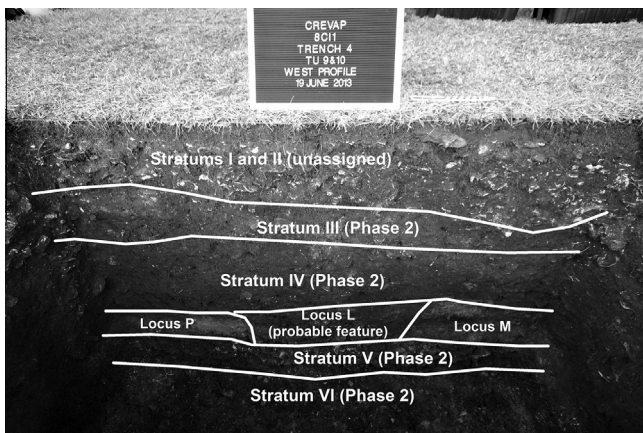 CREVAP
8CI1
TRENCH 4
TU 9&10
WEST PROFILE
19 JUNE 2013
Stratums I and II (unassigned)
Stratum III (Phase 2)
Stratum IV (Phase 2)
Locus P
Locus L
(probable feature)
Locus M
Stratum V (Phase 2)
Stratum VI (Phase 2)